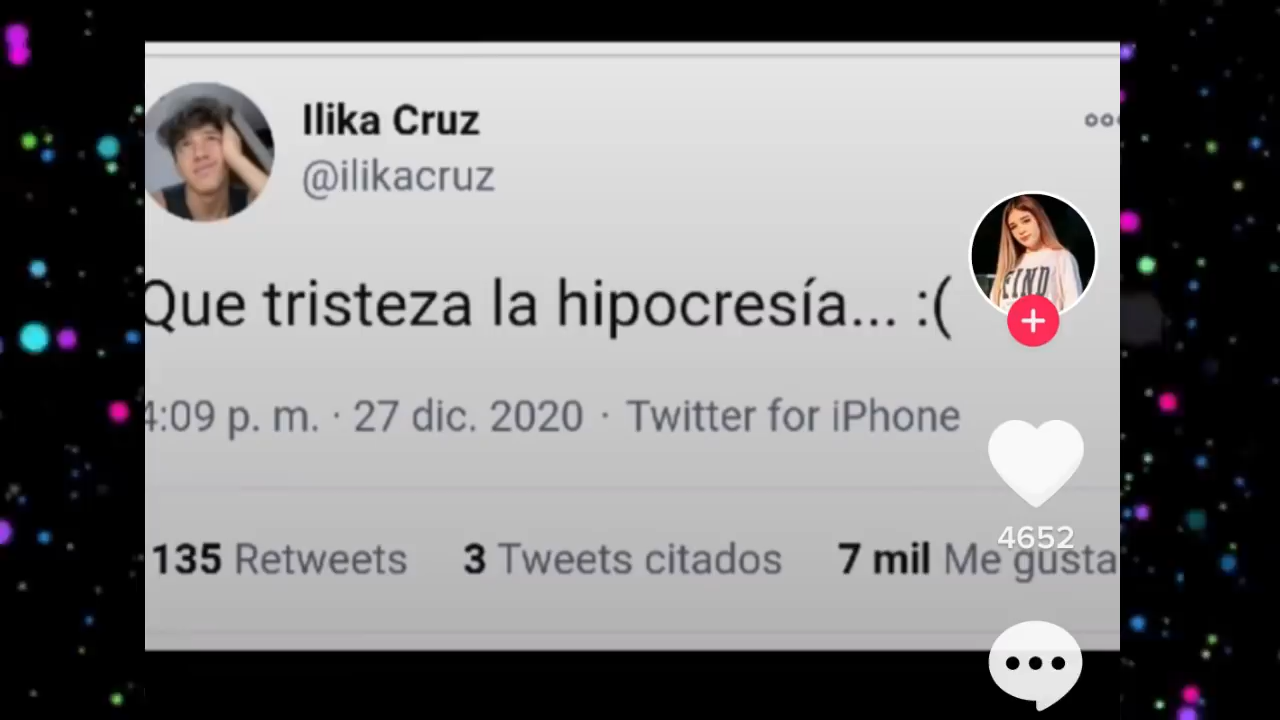 Ilika Cruz
@ilikacruz
Que tristeza la hipocresía... :(
4:09 p. m. · 27 dic. 2020 · Twitter for iPhone
135 Retweets 3 Tweets citados 7 mil Me gusta
4652